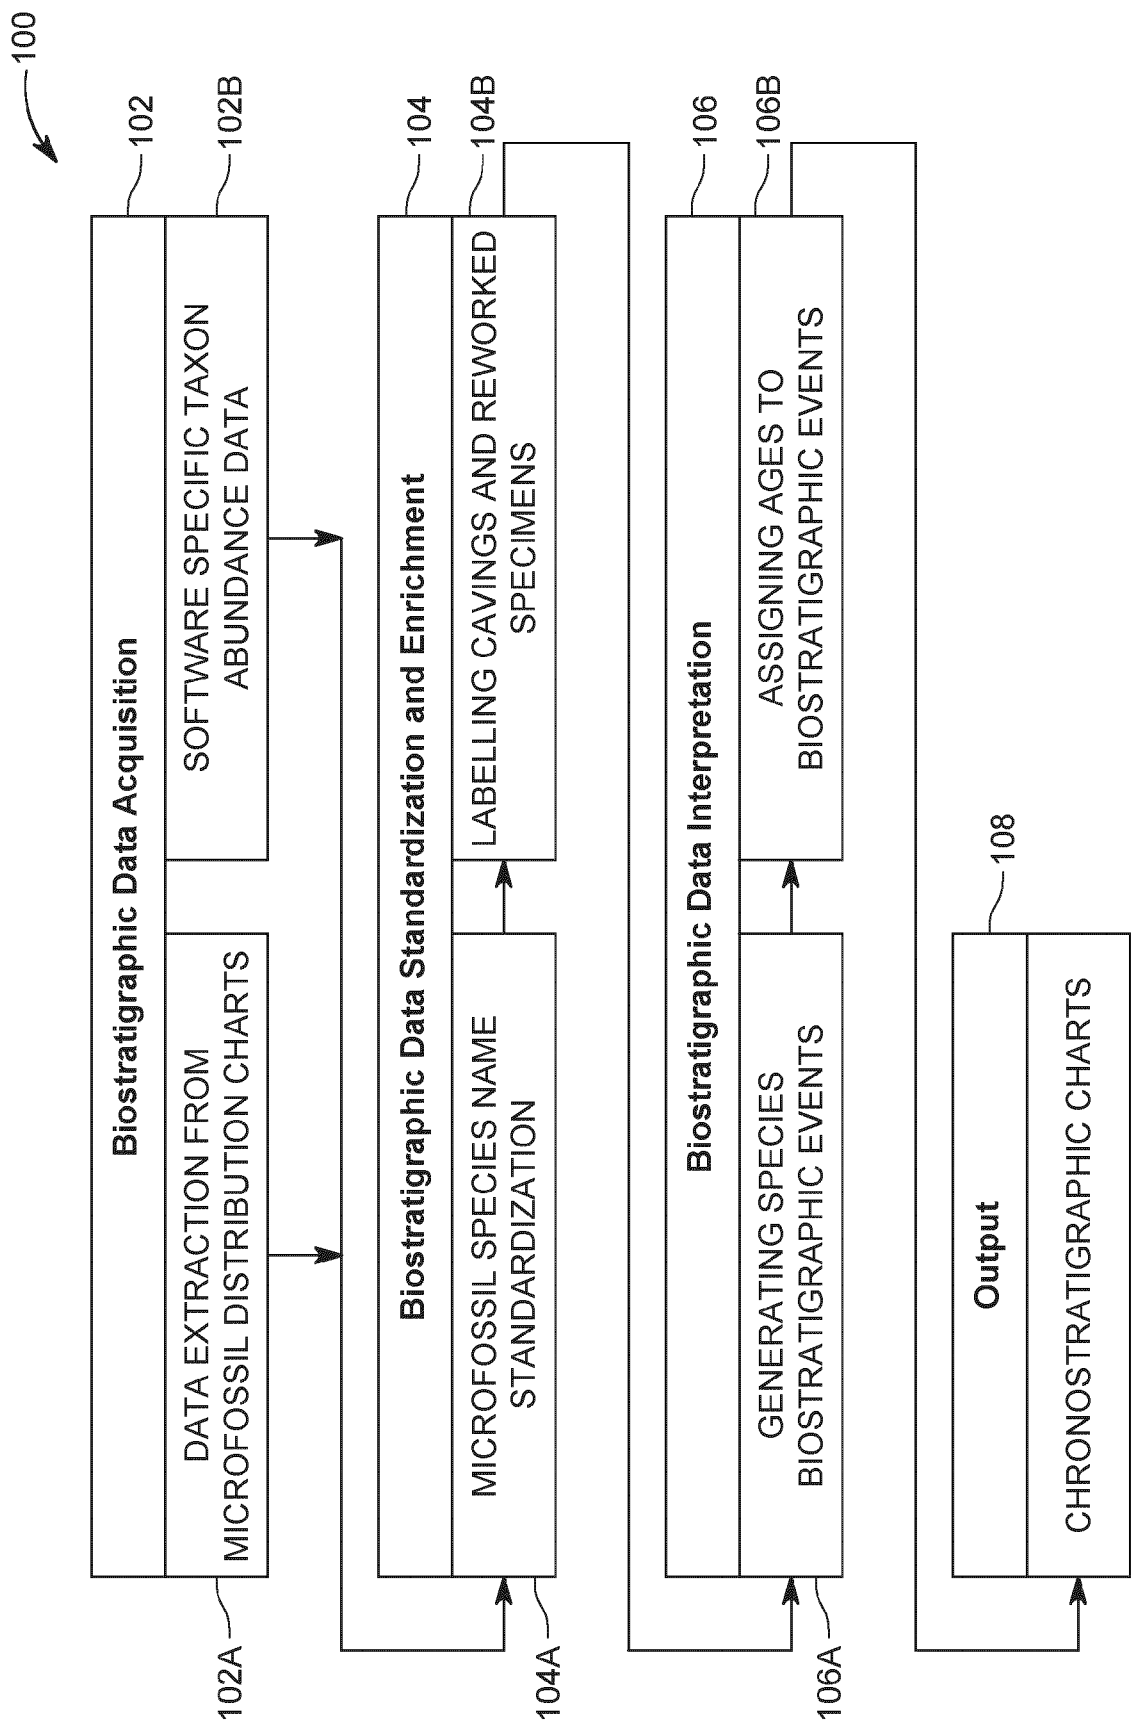 100
Biostratigraphic Data Acquisition
102
102A
DATA EXTRACTION FROM
MICROFOSSIL DISTRIBUTION CHARTS
SOFTWARE SPECIFIC TAXON
ABUNDANCE DATA
102B
Biostratigraphic Data Standardization and Enrichment
104
104A
MICROFOSSIL SPECIES NAME
STANDARDIZATION
LABELLING CAVINGS AND REWORKED
SPECIMENS
104B
Biostratigraphic Data Interpretation
106
106A
GENERATING SPECIES
BIOSTRATIGRAPHIC EVENTS
ASSIGNING AGES TO
BIOSTRATIGRAPHIC EVENTS
106B
Output
108
CHRONOSTRATIGRAPHIC CHARTS